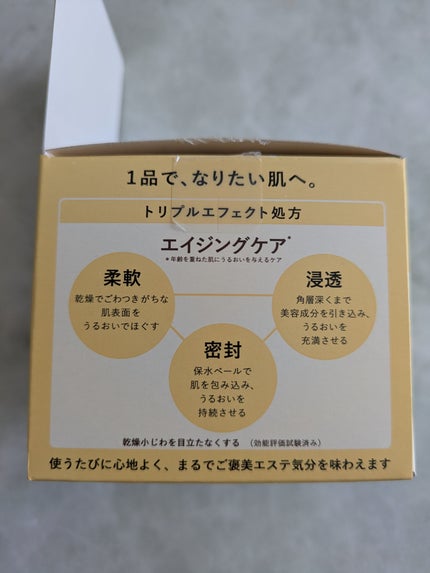 1品で、なりたい肌へ。
トリプルエフェクト処方
エイジングケア*
*年齢を重ねた肌にうるおいを与えるケア
柔軟
乾燥でごわつきがちな
肌表面を
うるおいでほぐす
浸透
角層深くまで
美容成分を引き込み、
うるおいを
充満させる
密封
保水ベールで
肌を包み込み、
うるおいを
持続させる
乾燥小じわを目立たなくする （効能評価試験済み）
使うたびに心地よく、まるでご褒美エステ気分を味わえます